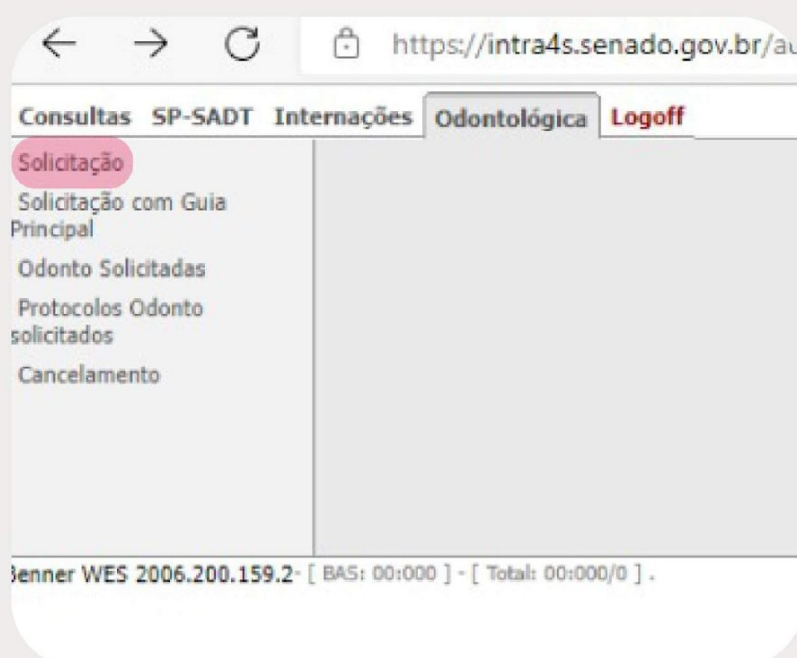 https://intra4s.senado.gov.br/au
Consultas SP-SADT Internações Odontológica Logoff
Solicitação
Solicitação com Guia
Principal
Odonto Solicitadas
Protocolos Odonto
solicitados
Cancelamento
Benner WES 2006.200.159.2- [ BAS: 00:000 ] - [ Total: 00:000/0 ] .